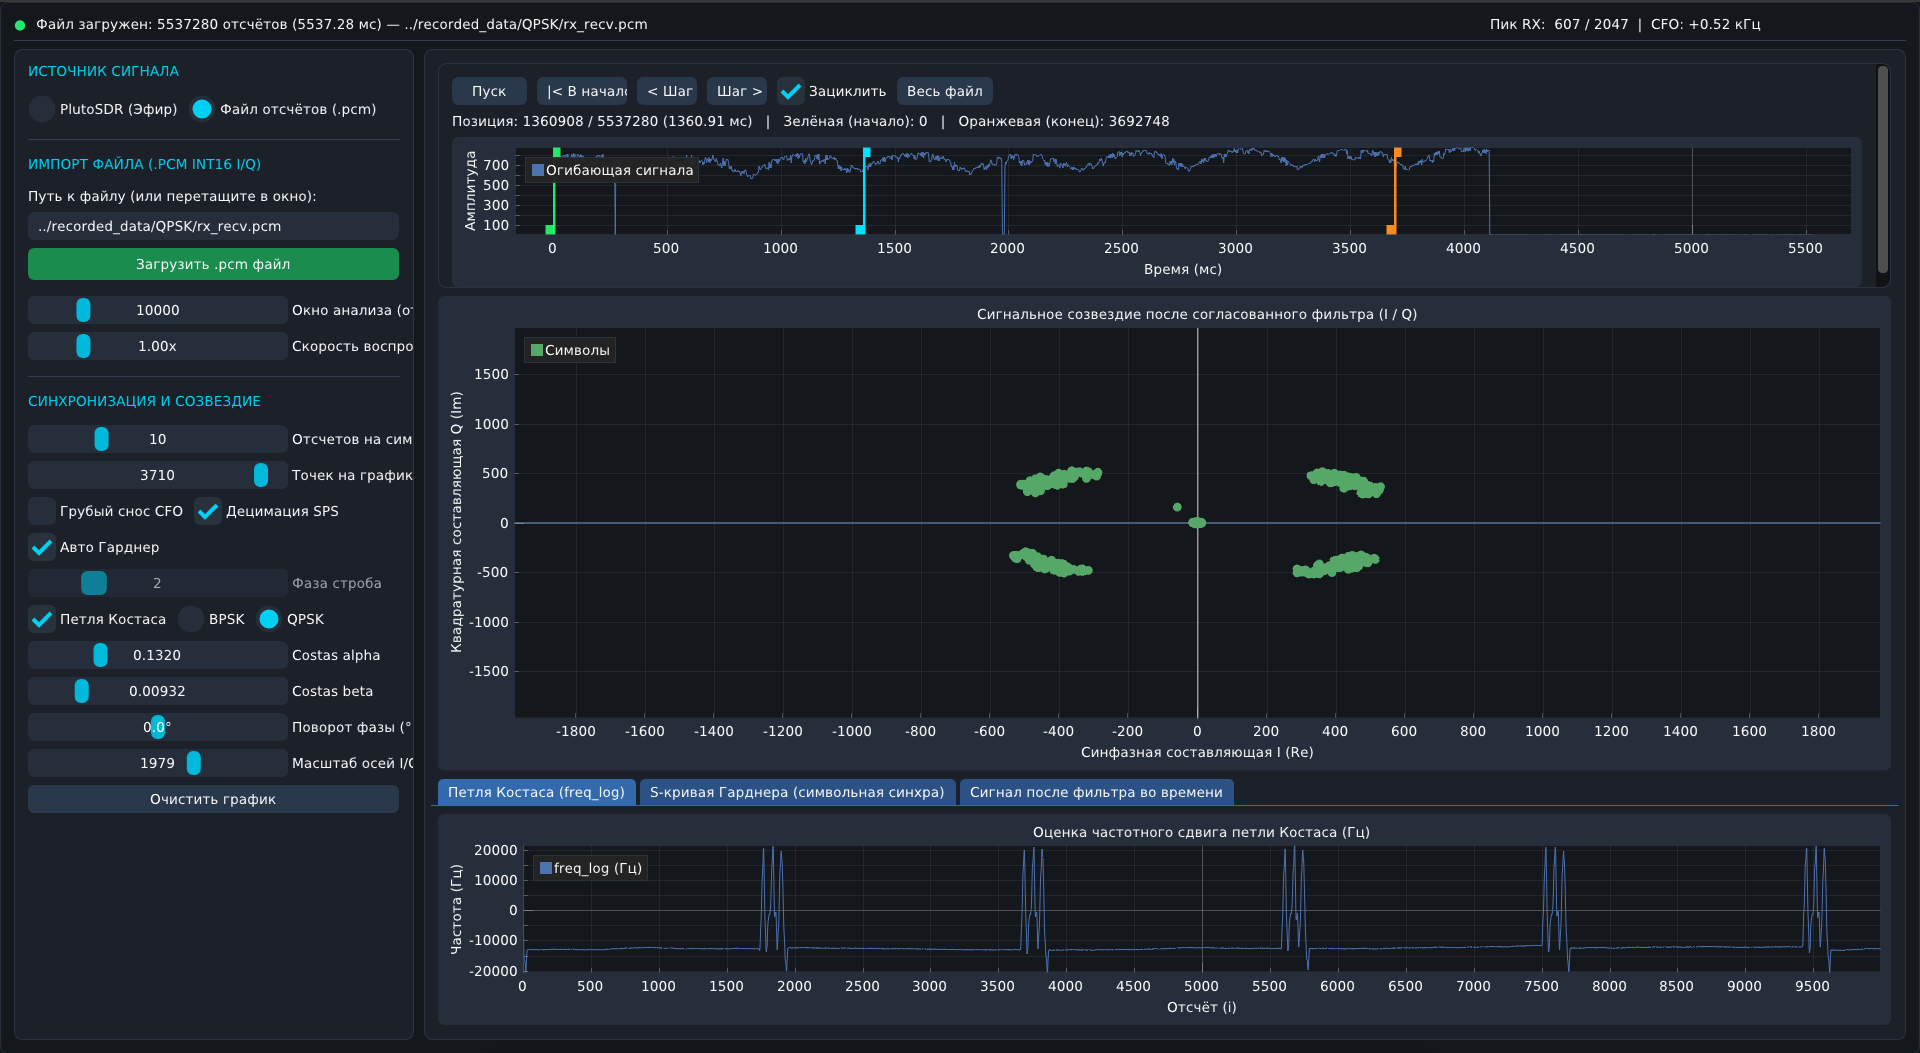 Файл загружен: 5537280 отсчётов (5537.28 мс) — ../recorded_data/QPSK/rx_recv.pcm
Пик RX: 607 / 2047 | CFO: +0.52 кГц
ИСТОЧНИК СИГНАЛА
PlutoSDR (Эфир) Файл отсчётов (.pcm)
ИМПОРТ ФАЙЛА (.PCM INT16 I/Q)
Путь к файлу (или перетащите в окно):
../recorded_data/QPSK/rx_recv.pcm
Загрузить .pcm файл
10000 Окно анализа (от
1.00x Скорость воспро
СИНХРОНИЗАЦИЯ И СОЗВЕЗДИЕ
10 Отсчетов на сим
3710 Точек на график
Грубый снос CFO Децимация SPS
Авто Гарднер
2 Фаза строба
Петля Костаса BPSK QPSK
0.1320 Costas alpha
0.00932 Costas beta
0.0° Поворот фазы (°
1979 Масштаб осей I/Q
Очистить график
Пуск |< В начало < Шаг Шаг > Зациклить Весь файл
Позиция: 1360908 / 5537280 (1360.91 мс) | Зелёная (начало): 0 | Оранжевая (конец): 3692748
Амплитуда
700
500
300
100
Огибающая сигнала
0 500 1000 1500 2000 2500 3000 3500 4000 4500 5000 5500
Время (мс)
Сигнальное созвездие после согласованного фильтра (I / Q)
Символы
Квадратурная составляющая Q (Im)
1500
1000
500
0
-500
-1000
-1500
-1800 -1600 -1400 -1200 -1000 -800 -600 -400 -200 0 200 400 600 800 1000 1200 1400 1600 1800
Синфазная составляющая I (Re)
Петля Костаса (freq_log) S-кривая Гарднера (символьная синхра) Сигнал после фильтра во времени
Оценка частотного сдвига петли Костаса (Гц)
freq_log (Гц)
Частота (Гц)
20000
10000
0
-10000
-20000
0 500 1000 1500 2000 2500 3000 3500 4000 4500 5000 5500 6000 6500 7000 7500 8000 8500 9000 9500
Отсчёт (i)